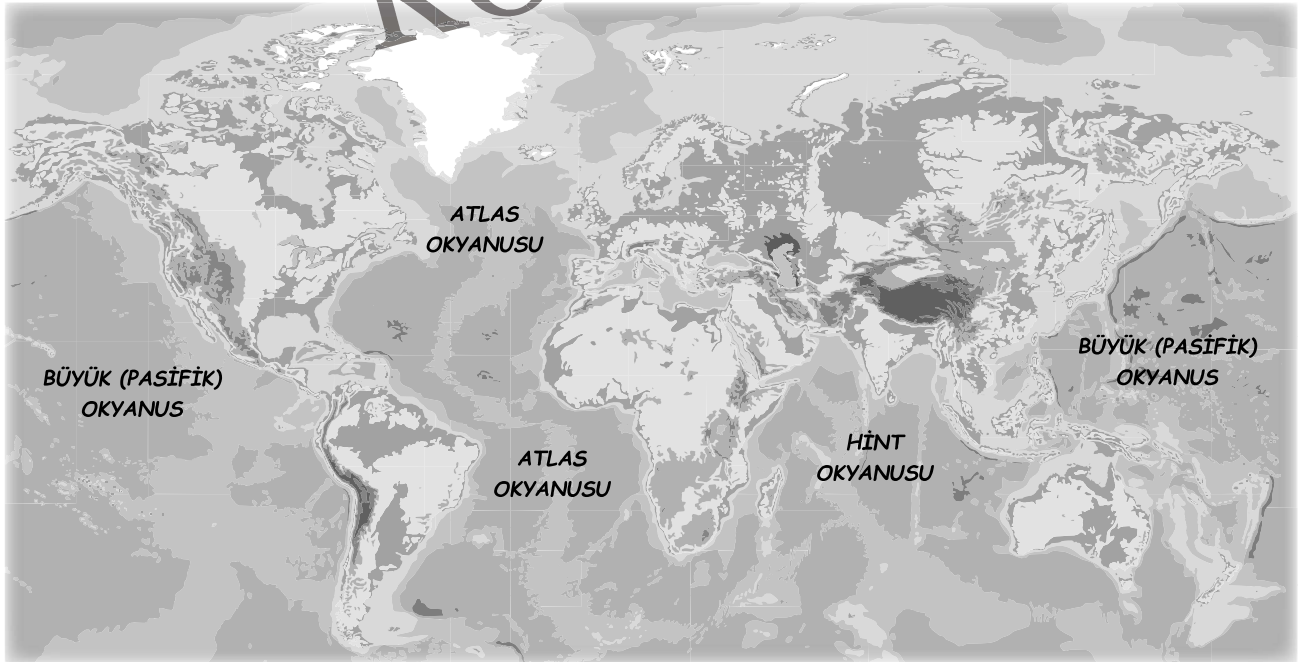 ATLAS
OKYANUSU
BÜYÜK (PASİFİK)
OKYANUS
BÜYÜK (PASİFİK)
OKYANUS
ATLAS
OKYANUSU
HİNT
OKYANUSU